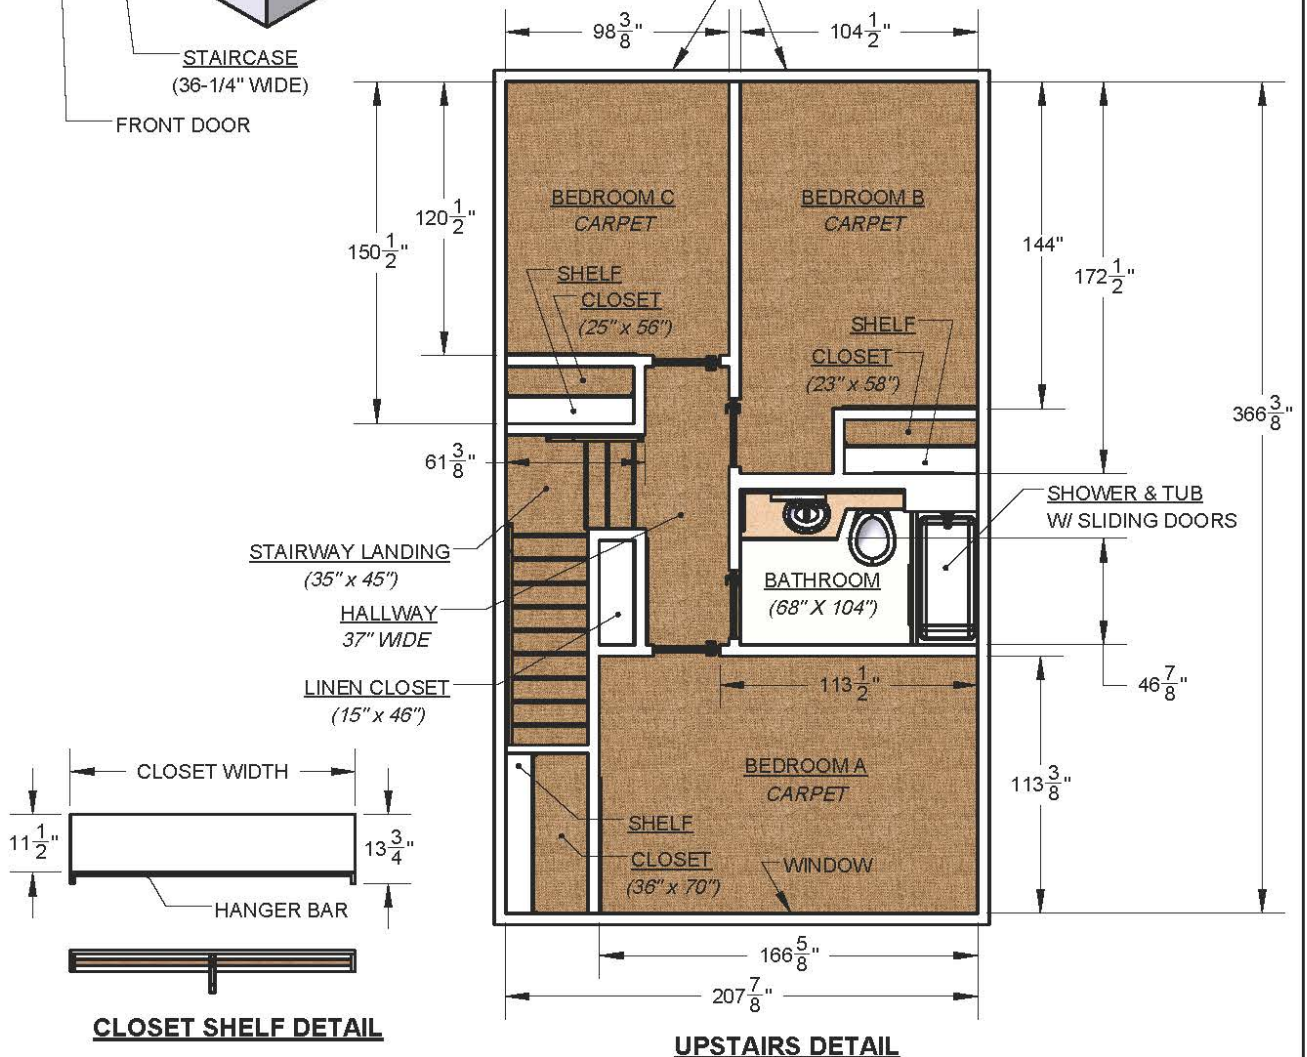 98 3/8"
104 1/2"
STAIRCASE
(36-1/4" WIDE)
FRONT DOOR
BEDROOM C
CARPET
BEDROOM B
CARPET
120 1/2"
150 1/2"
144"
172 1/2"
SHELF
CLOSET
(25" x 56")
SHELF
CLOSET
(23" x 58")
366 3/8"
61 3/8"
SHOWER & TUB
W/ SLIDING DOORS
STAIRWAY LANDING
(35" x 45")
BATHROOM
(68" X 104")
HALLWAY
37" WIDE
LINEN CLOSET
(15" x 46")
113 1/2"
46 7/8"
CLOSET WIDTH
BEDROOM A
CARPET
113 3/8"
11 1/2"
13 3/4"
SHELF
CLOSET
(36" x 70")
WINDOW
HANGER BAR
166 5/8"
207 7/8"
CLOSET SHELF DETAIL
UPSTAIRS DETAIL